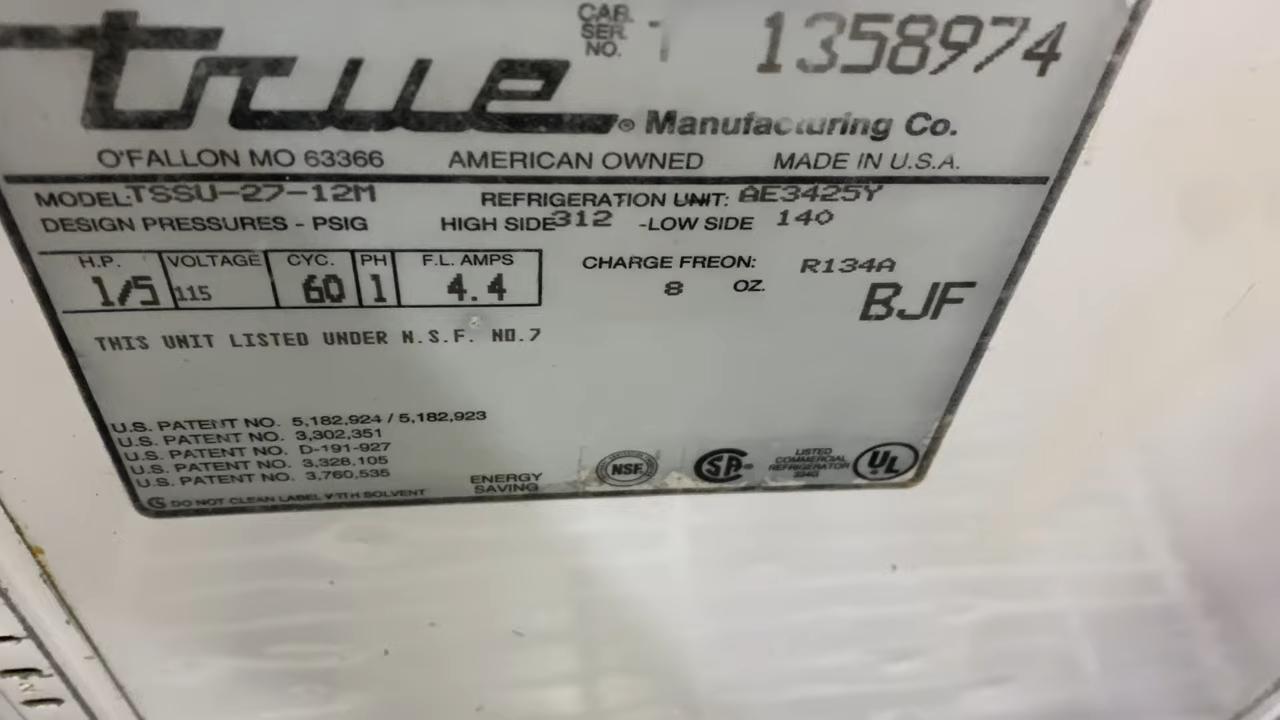 true® Manufacturing Co.
CAB. SER. NO. 1 1358974
O'FALLON MO 63366 AMERICAN OWNED MADE IN U.S.A.
MODEL: TSSU-27-12M REFRIGERATION UNIT: AE3425Y
DESIGN PRESSURES - PSIG HIGH SIDE 312 -LOW SIDE 140
H.P. VOLTAGE CYC. PH F.L. AMPS CHARGE FREON: R134A
1/5 115 60 1 4.4 8 OZ.
BJF
THIS UNIT LISTED UNDER N.S.F. NO.7
U.S. PATENT NO. 5,182,924 / 5,182,923
U.S. PATENT NO. 3,302,351
U.S. PATENT NO. D-191-927
U.S. PATENT NO. 3,328,105
U.S. PATENT NO. 3,760,535
ENERGY SAVING
NSF
SA
LISTED
COMMERCIAL
REFRIGERATOR
UL
DO NOT CLEAN LABEL WITH SOLVENT